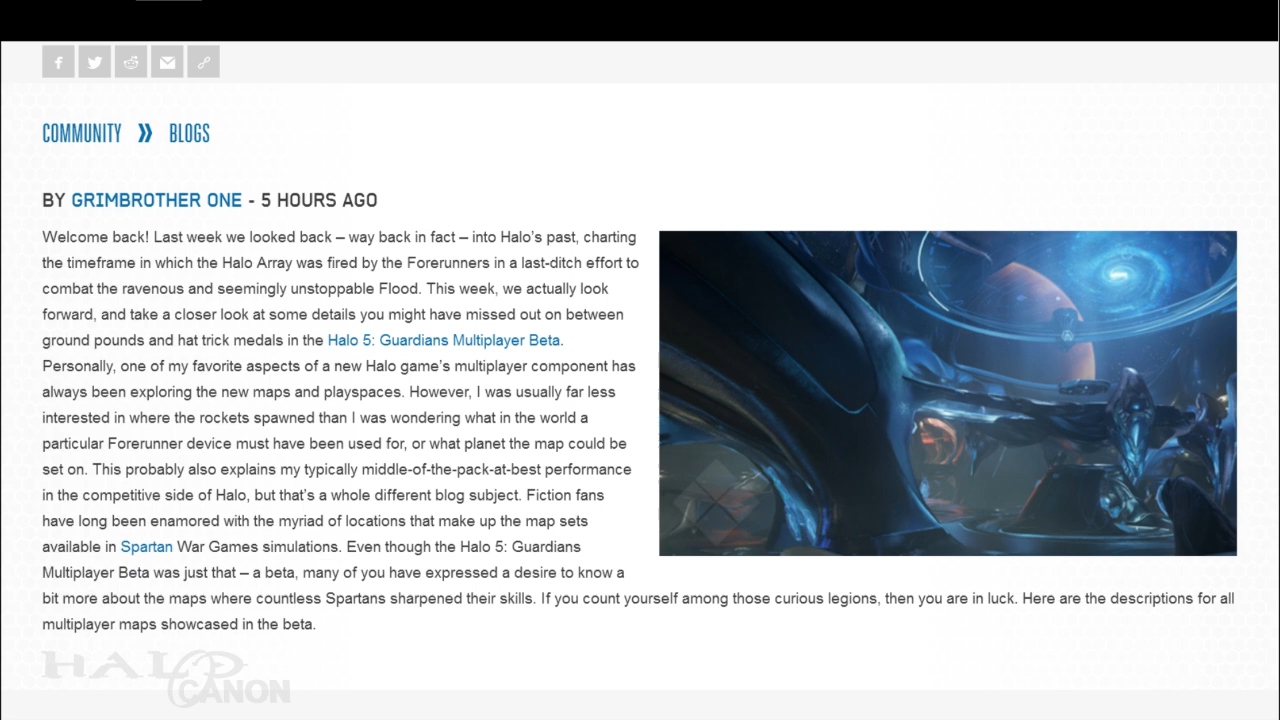 COMMUNITY » BLOGS
BY GRIMBROTHER ONE - 5 HOURS AGO
Welcome back! Last week we looked back – way back in fact – into Halo's past, charting
the timeframe in which the Halo Array was fired by the Forerunners in a last-ditch effort to
combat the ravenous and seemingly unstoppable Flood. This week, we actually look
forward, and take a closer look at some details you might have missed out on between
ground pounds and hat trick medals in the Halo 5: Guardians Multiplayer Beta.
Personally, one of my favorite aspects of a new Halo game's multiplayer component has
always been exploring the new maps and playspaces. However, I was usually far less
interested in where the rockets spawned than I was wondering what in the world a
particular Forerunner device must have been used for, or what planet the map could be
set on. This probably also explains my typically middle-of-the-pack-at-best performance
in the competitive side of Halo, but that's a whole different blog subject. Fiction fans
have long been enamored with the myriad of locations that make up the map sets
available in Spartan War Games simulations. Even though the Halo 5: Guardians
Multiplayer Beta was just that – a beta, many of you have expressed a desire to know a
bit more about the maps where countless Spartans sharpened their skills. If you count yourself among those curious legions, then you are in luck. Here are the descriptions for all
multiplayer maps showcased in the beta.
HALO
CANON